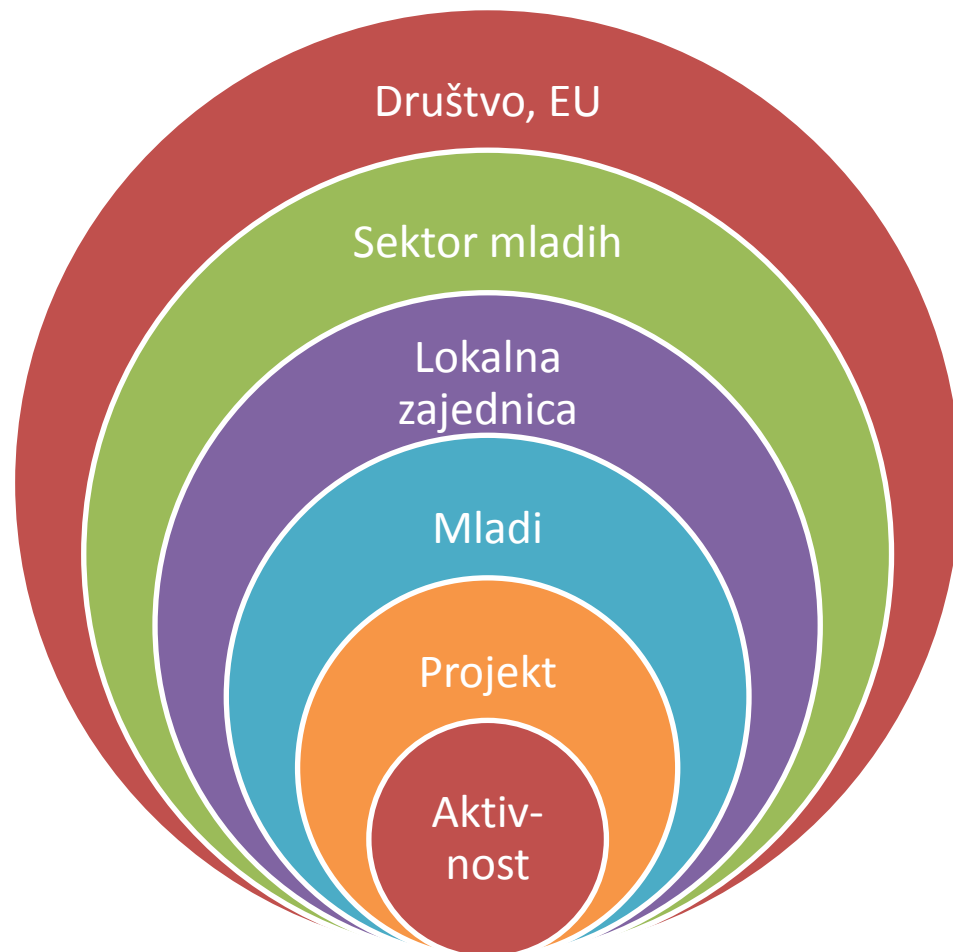 Društvo, EU
Sektor mladih
Lokalna
zajednica
Mladi
Projekt
Aktiv-
nost